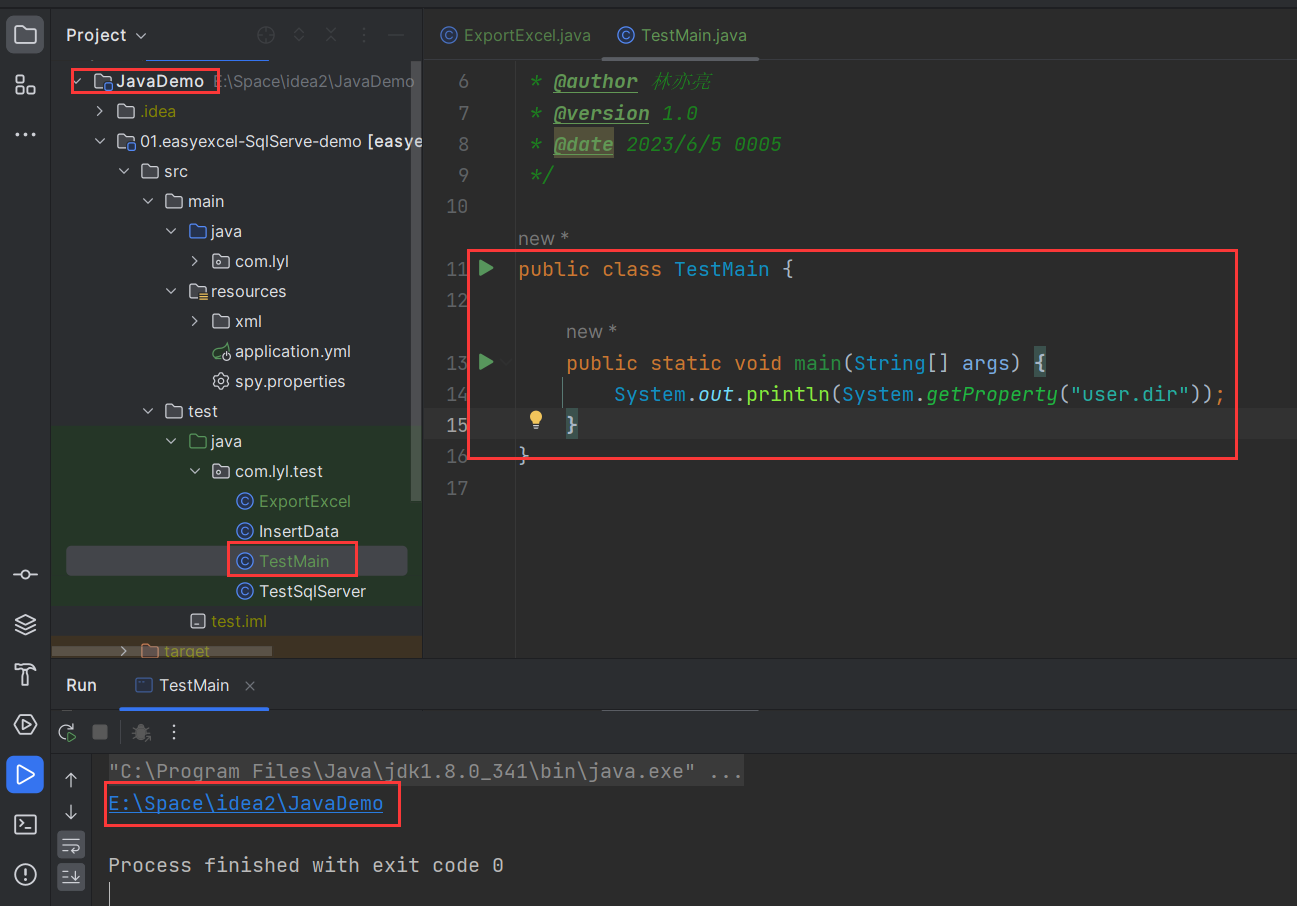 Project
JavaDemo E:\Space\idea2\JavaDemo
.idea
01.easyexcel-SqlServe-demo [easye
src
main
java
com.lyl
resources
xml
application.yml
spy.properties
test
java
com.lyl.test
ExportExcel
InsertData
TestMain
TestSqlServer
test.iml
target
ExportExcel.java TestMain.java
6 * @author 林亦亮
7 * @version 1.0
8 * @date 2023/6/5 0005
9 */
10
new *
11 public class TestMain {
12
new *
13 public static void main(String[] args) {
14 System.out.println(System.getProperty("user.dir"));
15 }
16 }
17
Run TestMain
"C:\Program Files\Java\jdk1.8.0_341\bin\java.exe" ...
E:\Space\idea2\JavaDemo
Process finished with exit code 0